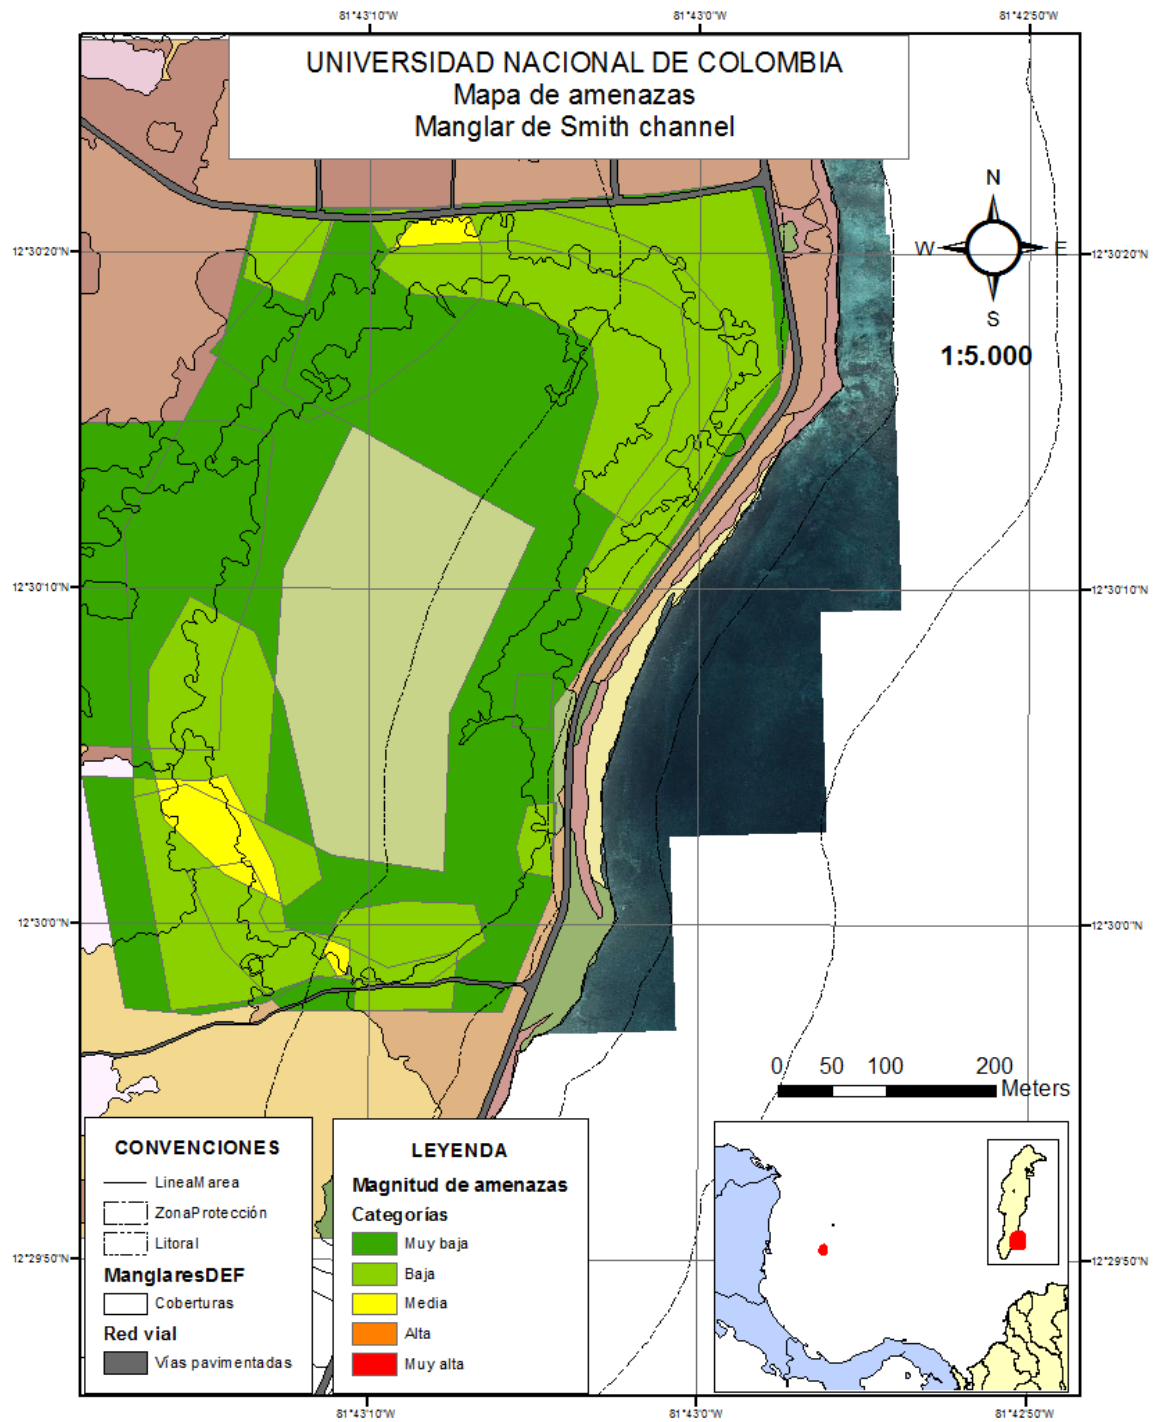 81°43'10"W 81°43'0"W 81°42'50"W
UNIVERSIDAD NACIONAL DE COLOMBIA
Mapa de amenazas
Manglar de Smith channel
N
W E
S
1:5.000
12°30'20"N 12°30'20"N
12°30'10"N 12°30'10"N
12°30'0"N 12°30'0"N
0 50 100 200
Meters
CONVENCIONES
LineaMarea
ZonaProtección
Litoral
ManglaresDEF
Coberturas
Red vial
Vías pavimentadas
LEYENDA
Magnitud de amenazas
Categorías
Muy baja
Baja
Media
Alta
Muy alta
12°29'50"N 12°29'50"N
81°43'10"W 81°43'0"W 81°42'50"W